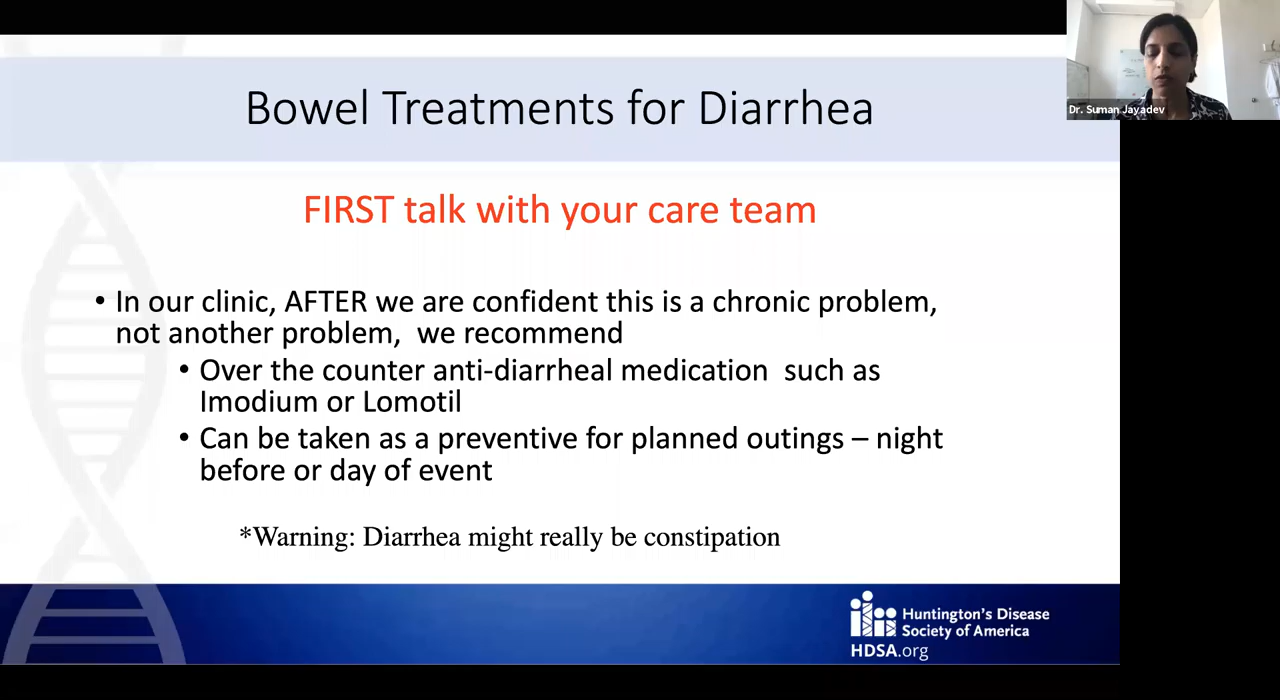 Bowel Treatments for Diarrhea
Dr. Suman Jayadev
FIRST talk with your care team
• In our clinic, AFTER we are confident this is a chronic problem,
not another problem,  we recommend
• Over the counter anti-diarrheal medication  such as
Imodium or Lomotil
• Can be taken as a preventive for planned outings – night
before or day of event
*Warning: Diarrhea might really be constipation
Huntington's Disease
Society of America
HDSA.org